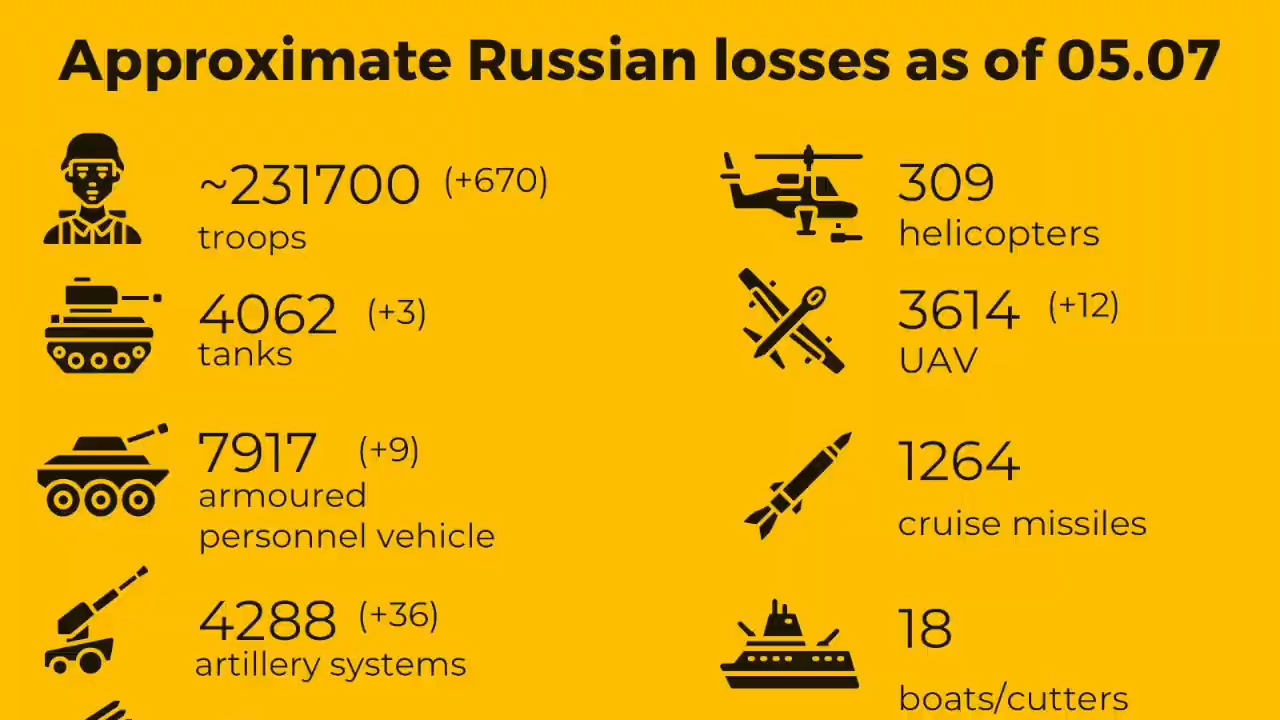 Approximate Russian losses as of 05.07
~231700 (+670)
troops
4062 (+3)
tanks
7917 (+9)
armoured
personnel vehicle
4288 (+36)
artillery systems
309
helicopters
3614 (+12)
UAV
1264
cruise missiles
18
boats/cutters